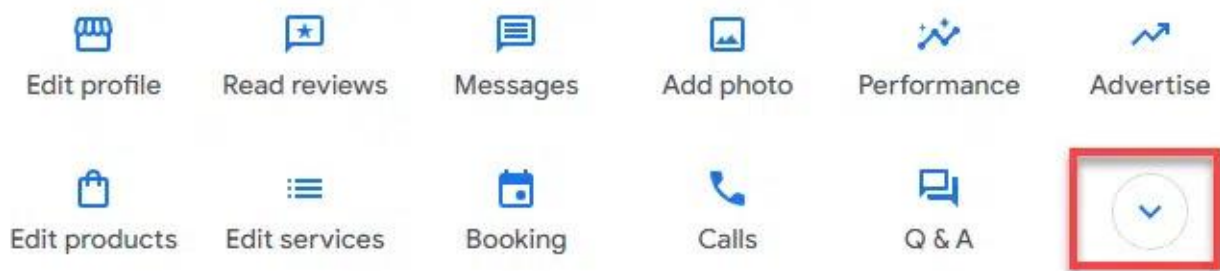 Edit profile Read reviews Messages Add photo Performance Advertise
Edit products Edit services Booking Calls Q & A